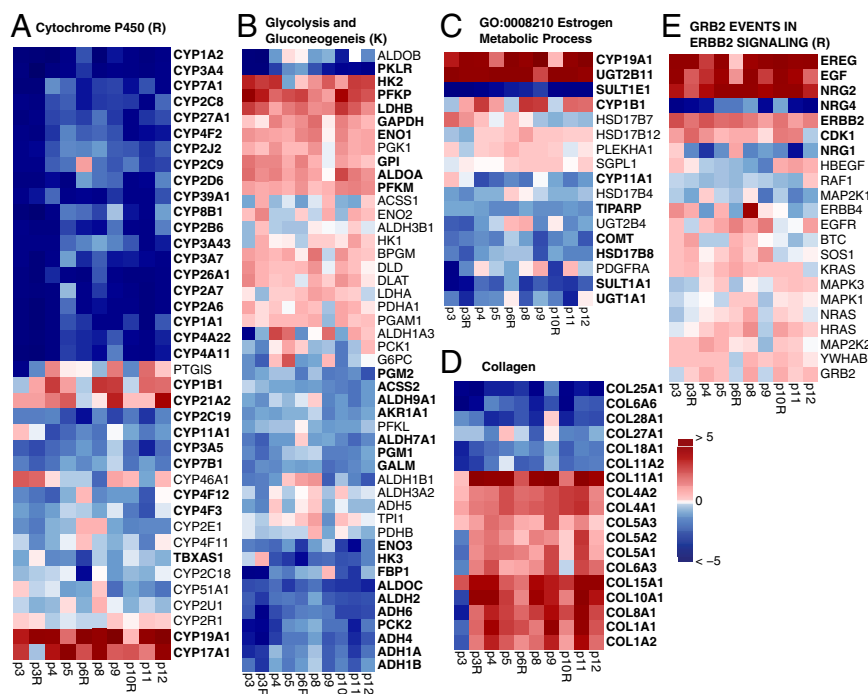 A Cytochrome P450 (R)
CYP1A2
CYP3A4
CYP7A1
CYP2C8
CYP27A1
CYP4F2
CYP2J2
CYP2C9
CYP2D6
CYP39A1
CYP8B1
CYP2B6
CYP3A43
CYP3A7
CYP26A1
CYP2A7
CYP2A6
CYP1A1
CYP4A22
CYP4A11
PTGIS
CYP1B1
CYP21A2
CYP2C19
CYP11A1
CYP3A5
CYP7B1
CYP46A1
CYP4F12
CYP4F3
CYP2E1
CYP4F11
TBXAS1
CYP2C18
CYP51A1
CYP2U1
CYP2R1
CYP19A1
CYP17A1
p3 p3R p4 p5 p6R p8 p9 p10R p11 p12
B Glycolysis and
Gluconeogeneis (K)
ALDOB
PKLR
HK2
PFKP
LDHB
GAPDH
ENO1
PGK1
GPI
ALDOA
PFKM
ACSS1
ENO2
ALDH3B1
HK1
BPGM
DLD
DLAT
LDHA
PDHA1
PGAM1
ALDH1A3
PCK1
G6PC
PGM2
ACSS2
ALDH9A1
AKR1A1
PFKL
ALDH7A1
PGM1
GALM
ALDH1B1
ALDH3A2
ADH5
TPI1
PDHB
ENO3
HK3
FBP1
ALDOC
ALDH2
ADH6
PCK2
ADH4
ADH1A
ADH1B
p3 p3R p4 p5 p6R p8 p9 p10 p11 p12
C GO:0008210 Estrogen
Metabolic Process
CYP19A1
UGT2B11
SULT1E1
CYP1B1
HSD17B7
HSD17B12
PLEKHA1
SGPL1
CYP11A1
HSD17B4
TIPARP
UGT2B4
COMT
HSD17B8
PDGFRA
SULT1A1
UGT1A1
p3 p3R p4 p5 p6R p8 p9 p10R p11 p12
D Collagen
COL25A1
COL6A6
COL28A1
COL27A1
COL18A1
COL11A2
COL11A1
COL4A2
COL4A1
COL5A3
COL5A2
COL5A1
COL6A3
COL15A1
COL10A1
COL8A1
COL1A1
COL1A2
p3 p3R p4 p5 p6R p8 p9 p10R p11 p12
E GRB2 EVENTS IN
ERBB2 SIGNALING (R)
EREG
EGF
NRG2
NRG4
ERBB2
CDK1
NRG1
HBEGF
RAF1
MAP2K1
ERBB4
EGFR
BTC
SOS1
KRAS
MAPK3
MAPK1
NRAS
HRAS
MAP2K2
YWHAB
GRB2
p3 p3R p4 p5 p6R p8 p9 p10R p11 p12
> 5
0
< −5